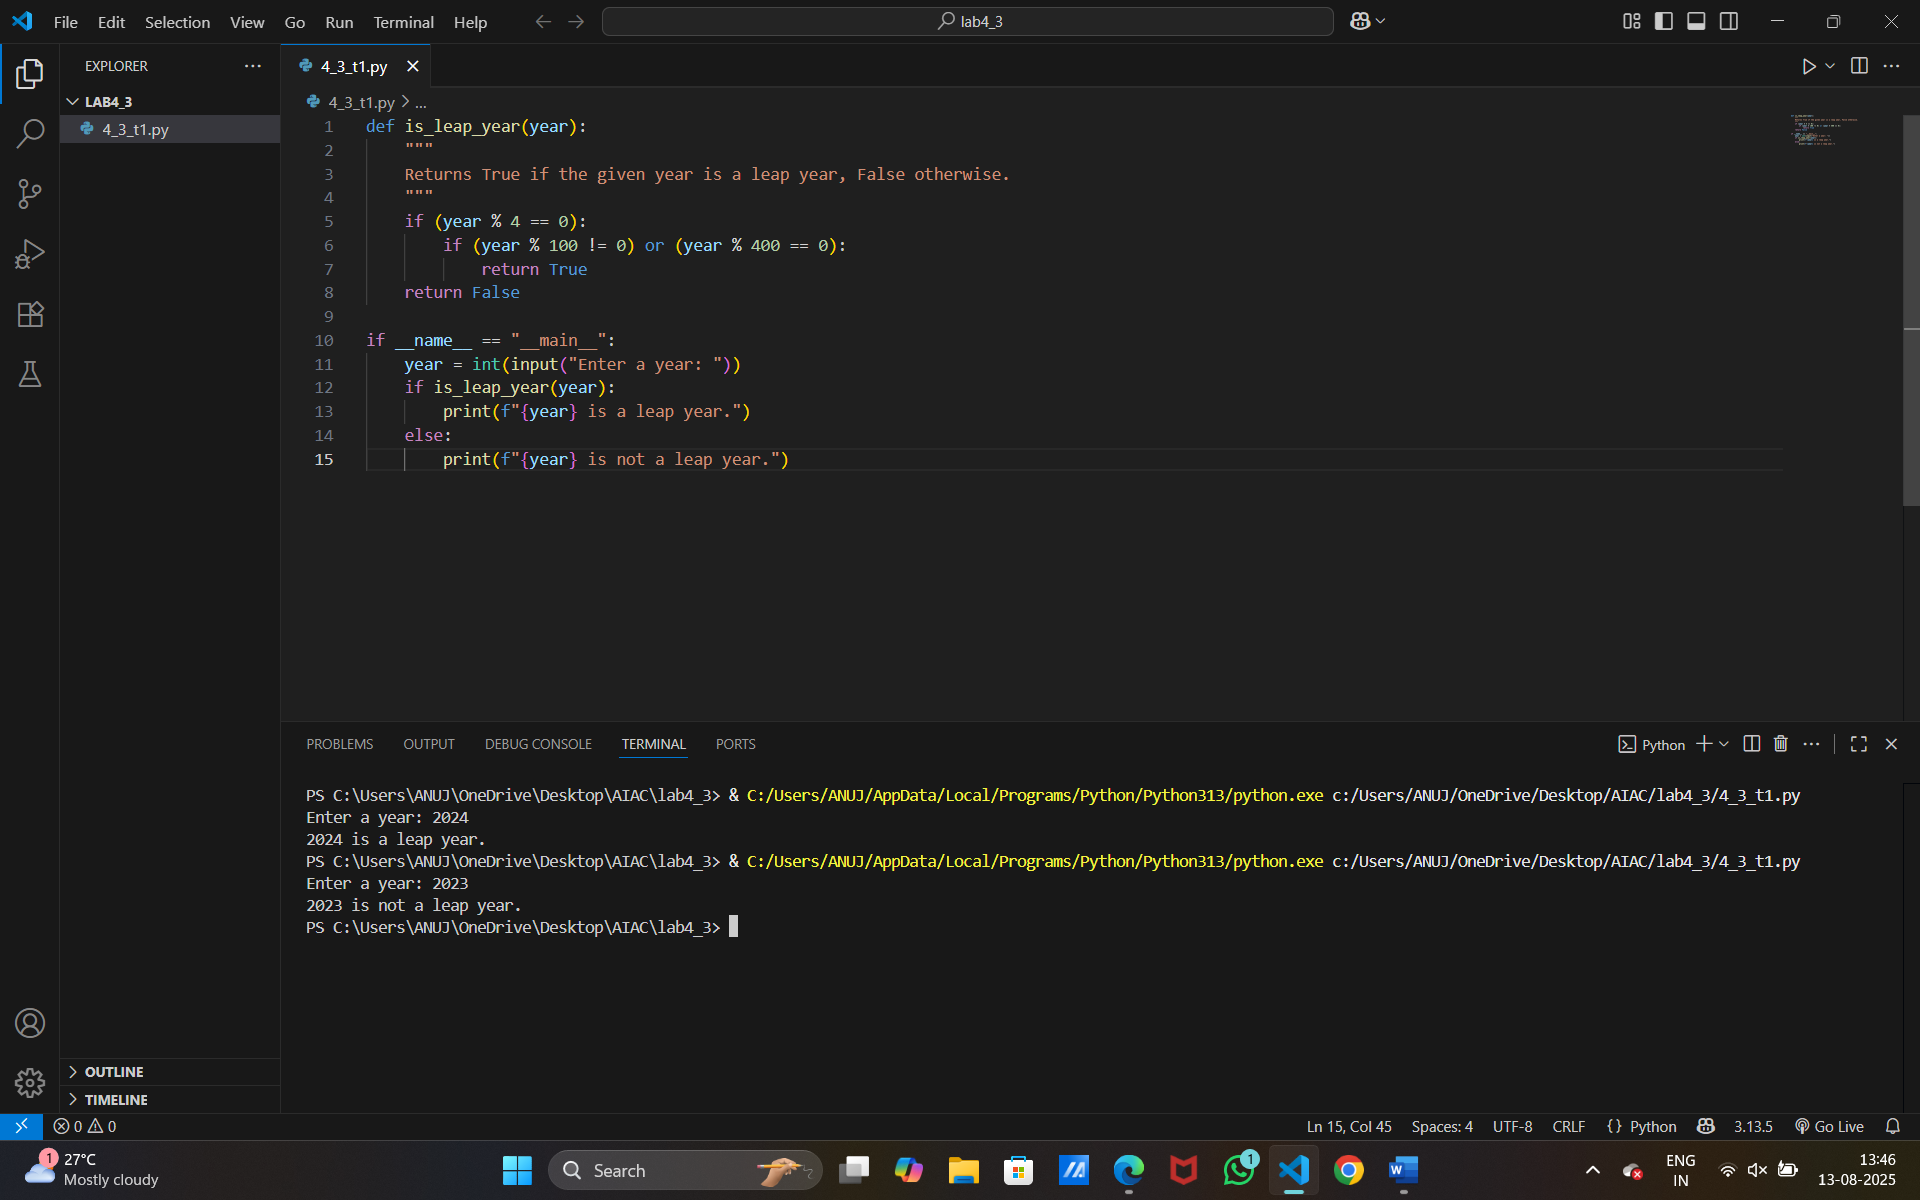 File Edit Selection View Go Run Terminal Help
lab4_3
EXPLORER
LAB4_3
4_3_t1.py
4_3_t1.py
4_3_t1.py > ...
1 def is_leap_year(year):
2 """
3 Returns True if the given year is a leap year, False otherwise.
4 """
5 if (year % 4 == 0):
6 if (year % 100 != 0) or (year % 400 == 0):
7 return True
8 return False
9
10 if __name__ == "__main__":
11 year = int(input("Enter a year: "))
12 if is_leap_year(year):
13 print(f"{year} is a leap year.")
14 else:
15 print(f"{year} is not a leap year.")
PROBLEMS OUTPUT DEBUG CONSOLE TERMINAL PORTS
Python
PS C:\Users\ANUJ\OneDrive\Desktop\AIAC\lab4_3> & C:/Users/ANUJ/AppData/Local/Programs/Python/Python313/python.exe c:/Users/ANUJ/OneDrive/Desktop/AIAC/lab4_3/4_3_t1.py
Enter a year: 2024
2024 is a leap year.
PS C:\Users\ANUJ\OneDrive\Desktop\AIAC\lab4_3> & C:/Users/ANUJ/AppData/Local/Programs/Python/Python313/python.exe c:/Users/ANUJ/OneDrive/Desktop/AIAC/lab4_3/4_3_t1.py
Enter a year: 2023
2023 is not a leap year.
PS C:\Users\ANUJ\OneDrive\Desktop\AIAC\lab4_3>
OUTLINE
TIMELINE
0 0 Ln 15, Col 45 Spaces: 4 UTF-8 CRLF {} Python 3.13.5 Go Live
1
27°C
Mostly cloudy
Search
1
W
ENG
IN
13:46
13-08-2025